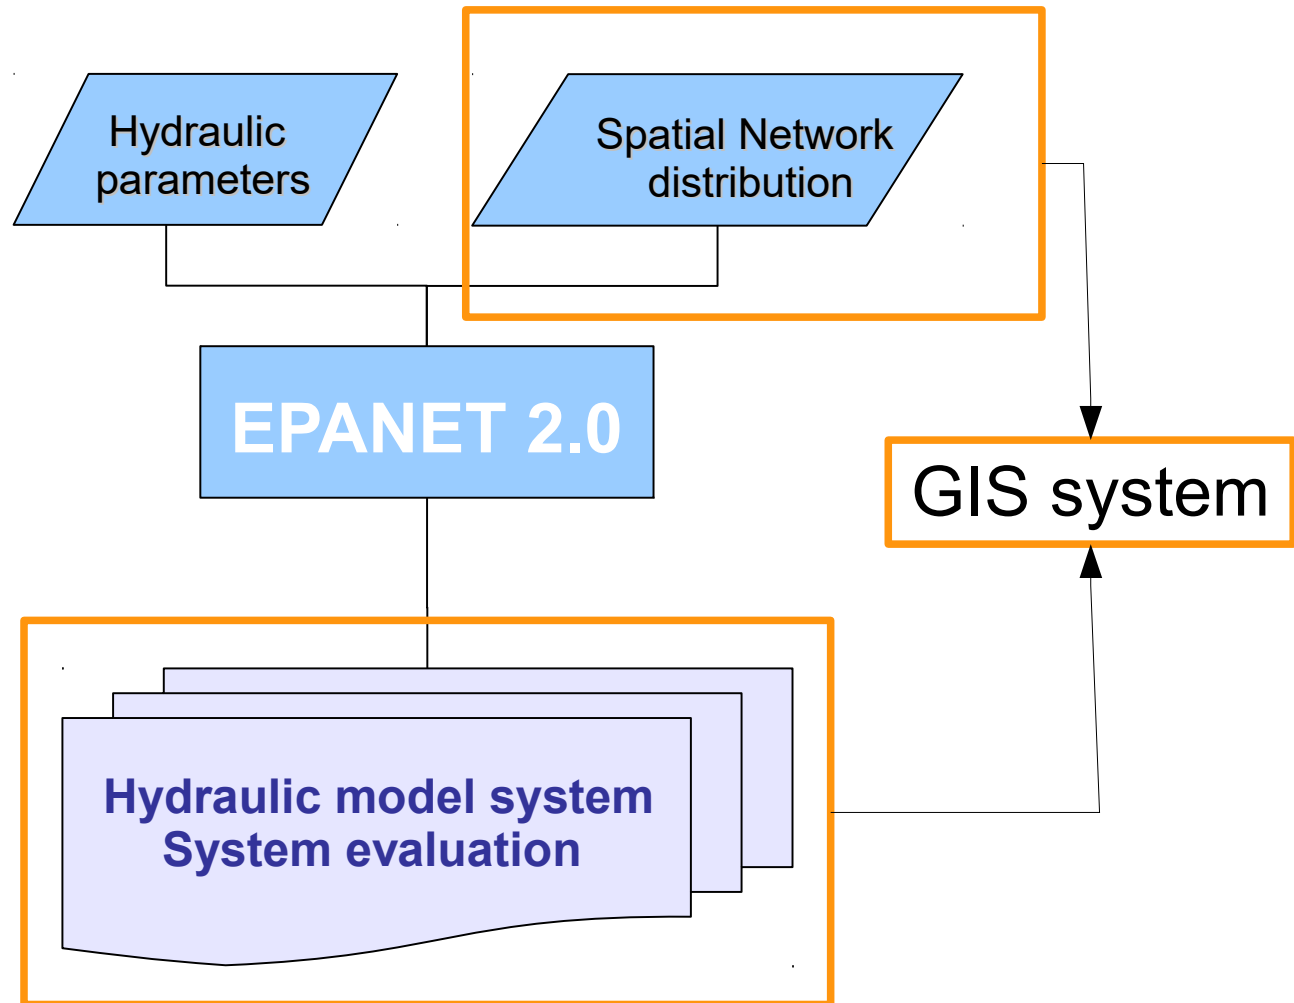 Hydraulic
parameters
Spatial Network
distribution
EPANET 2.0
GIS system
Hydraulic model system
System evaluation